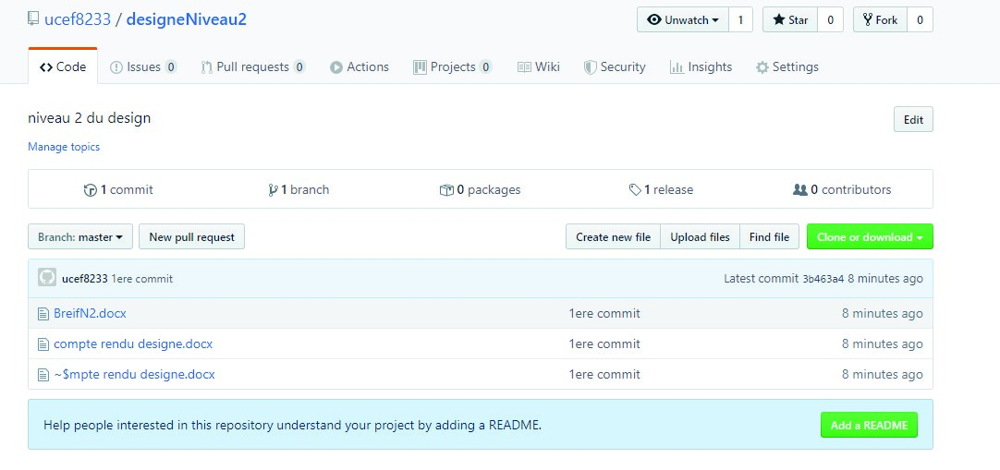 ucef8233 / designeNiveau2
Unwatch 1 Star 0 Fork 0
Code Issues 0 Pull requests 0 Actions Projects 0 Wiki Security Insights Settings
niveau 2 du design
Edit
Manage topics
1 commit 1 branch 0 packages 1 release 0 contributors
Branch: master New pull request Create new file Upload files Find file Clone or download
ucef8233 1ere commit Latest commit 3b463a4 8 minutes ago
BreifN2.docx 1ere commit 8 minutes ago
compte rendu designe.docx 1ere commit 8 minutes ago
~$mpte rendu designe.docx 1ere commit 8 minutes ago
Help people interested in this repository understand your project by adding a README. Add a README